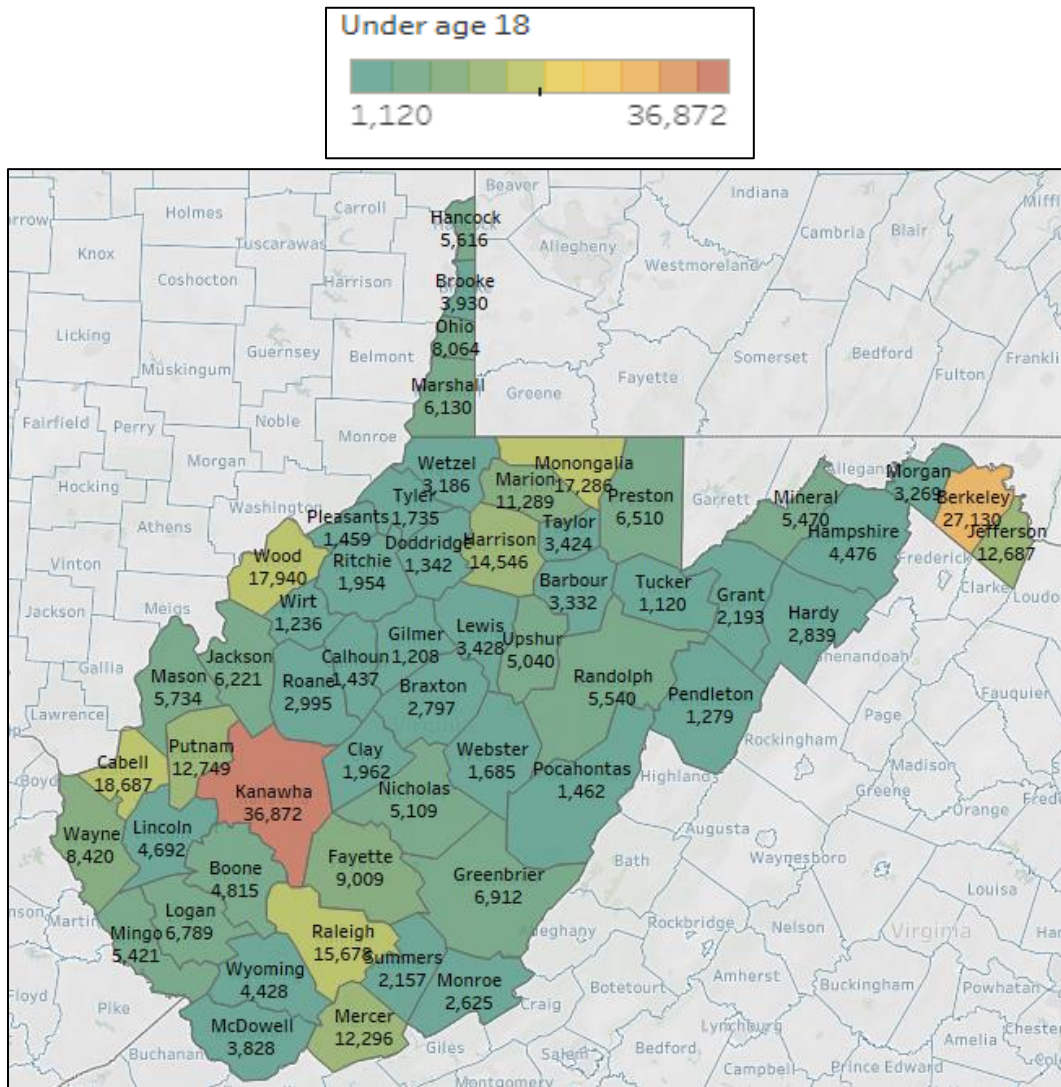 Under age 18
1,120
36,872
Beaver
Indiana
Holmes
Carroll
Hancock
5,616
Cambria
Blair
Knox
Tuscarawas
Allegheny
Westmoreland
Coshocton
Harrison
Brooke
3,930
Ohio
8,064
Licking
Guernsey
Belmont
Somerset
Bedford
Muskingum
Fulton
Marshall
6,130
Greene
Fayette
Fairfield
Perry
Noble
Monroe
Morgan
Wetzel
3,186
Monongalia
17,286
Marion
11,289
Preston
6,510
Garrett
Mineral
5,470
Morgan
3,269
Berkeley
27,130
Jefferson
12,687
Hocking
Washington
Tyler
1,735
Pleasants
1,459
Athens
Doddridge
1,342
Harrison
14,546
Taylor
3,424
Hampshire
4,476
Frederick
Clarke
Vinton
Wood
17,940
Ritchie
1,954
Barbour
3,332
Tucker
1,120
Grant
2,193
Hardy
2,839
Jackson
Meigs
Wirt
1,236
Gilmer
1,208
Lewis
3,428
Upshur
5,040
Gallia
Jackson
6,221
Calhoun
1,437
Randolph
5,540
Mason
5,734
Roane
2,995
Braxton
2,797
Pendleton
1,279
Fauquier
Lawrence
Page
Rockingham
Putnam
12,749
Cabell
18,687
Clay
1,962
Webster
1,685
Pocahontas
1,462
Highlands
Madison
Kanawha
36,872
Nicholas
5,109
Greene
Orange
Wayne
8,420
Lincoln
4,692
Augusta
Boone
4,815
Fayette
9,009
Greenbrier
6,912
Bath
Waynesboro
Louisa
Logan
6,789
Mingo
5,421
Raleigh
15,678
Rockbridge
Nelson
Virginia
Wyoming
4,428
Summers
2,157
Monroe
2,625
Amherst
Floyd
Pike
Craig
Botetourt
Buckingham
Powhatan
McDowell
3,828
Mercer
12,296
Giles
Lynchburg
Amelia
Buchanan
Salem
Bedford
Campbell
Prince Edward
Montgomery